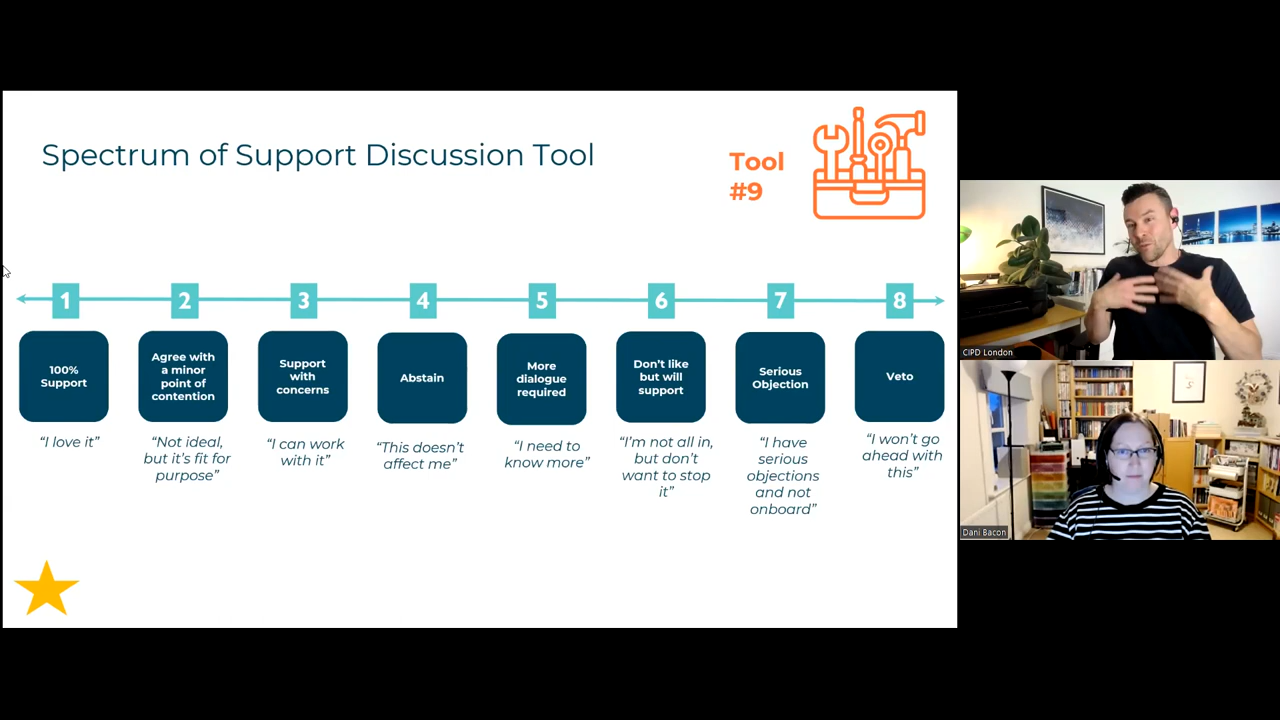 Spectrum of Support Discussion Tool
Tool
#9
1
2
3
4
5
6
7
8
100%
Support
Agree with
a minor
point of
contention
Support
with
concerns
Abstain
More
dialogue
required
Don't like
but will
support
Serious
Objection
Veto
“I love it”
“Not ideal,
but it’s fit for
purpose”
“I can work
with it”
“This doesn’t
affect me”
“I need to
know more”
“I’m not all in,
but don’t
want to stop
it”
“I have
serious
objections
and not
onboard”
“I won’t go
ahead with
this”
CIPD London
Dani Bacon